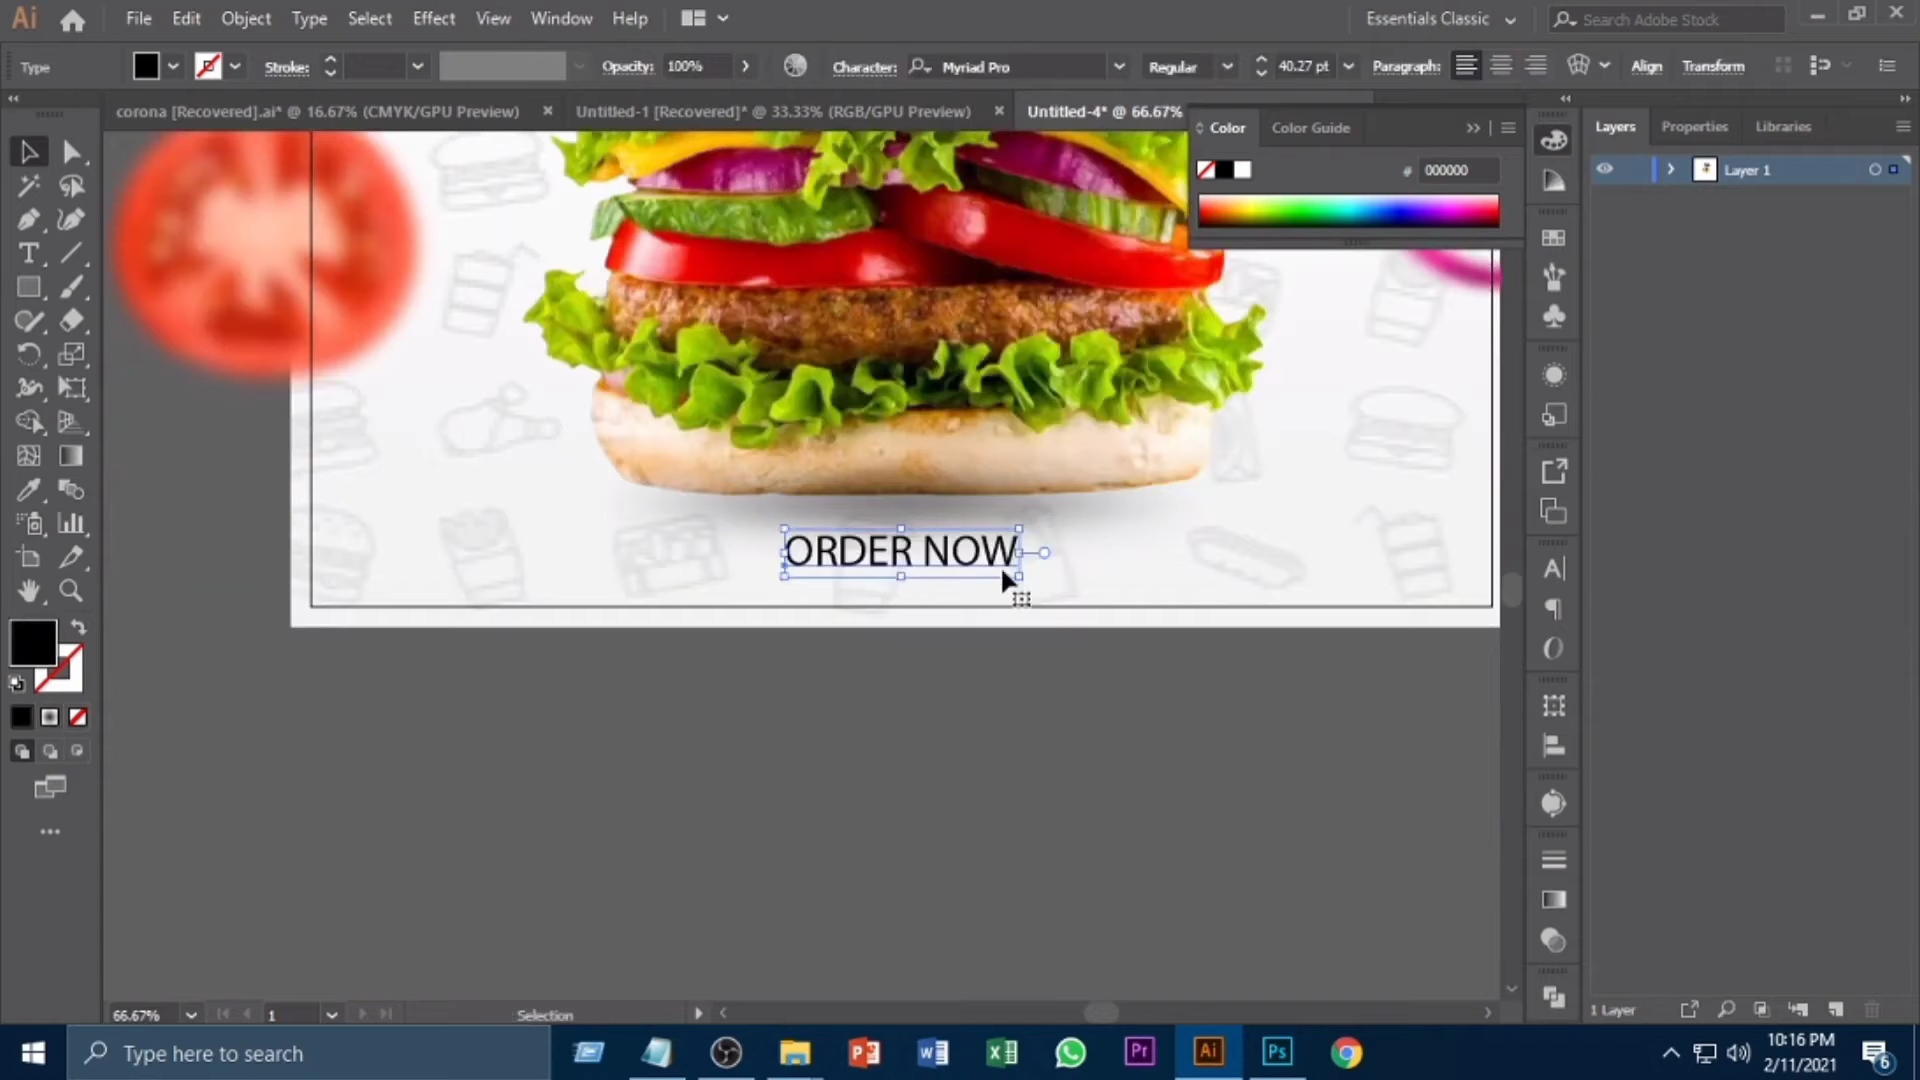 Ai File Edit Object Type Select Effect View Window Help Essentials Classic Search Adobe Stock
Type Stroke: Opacity: 100% Character: Myriad Pro Regular 40.27 pt Paragraph: Align Transform
corona [Recovered].ai* @ 16.67% (CMYK/GPU Preview) Untitled-1 [Recovered]* @ 33.33% (RGB/GPU Preview) Untitled-4* @ 66.67%
Color Color Guide
# 000000
Layers Properties Libraries
Layer 1
ORDER NOW
66.67% 1 Selection
1 Layer
Type here to search
Pr Ai Ps
10:16 PM
2/11/2021
6